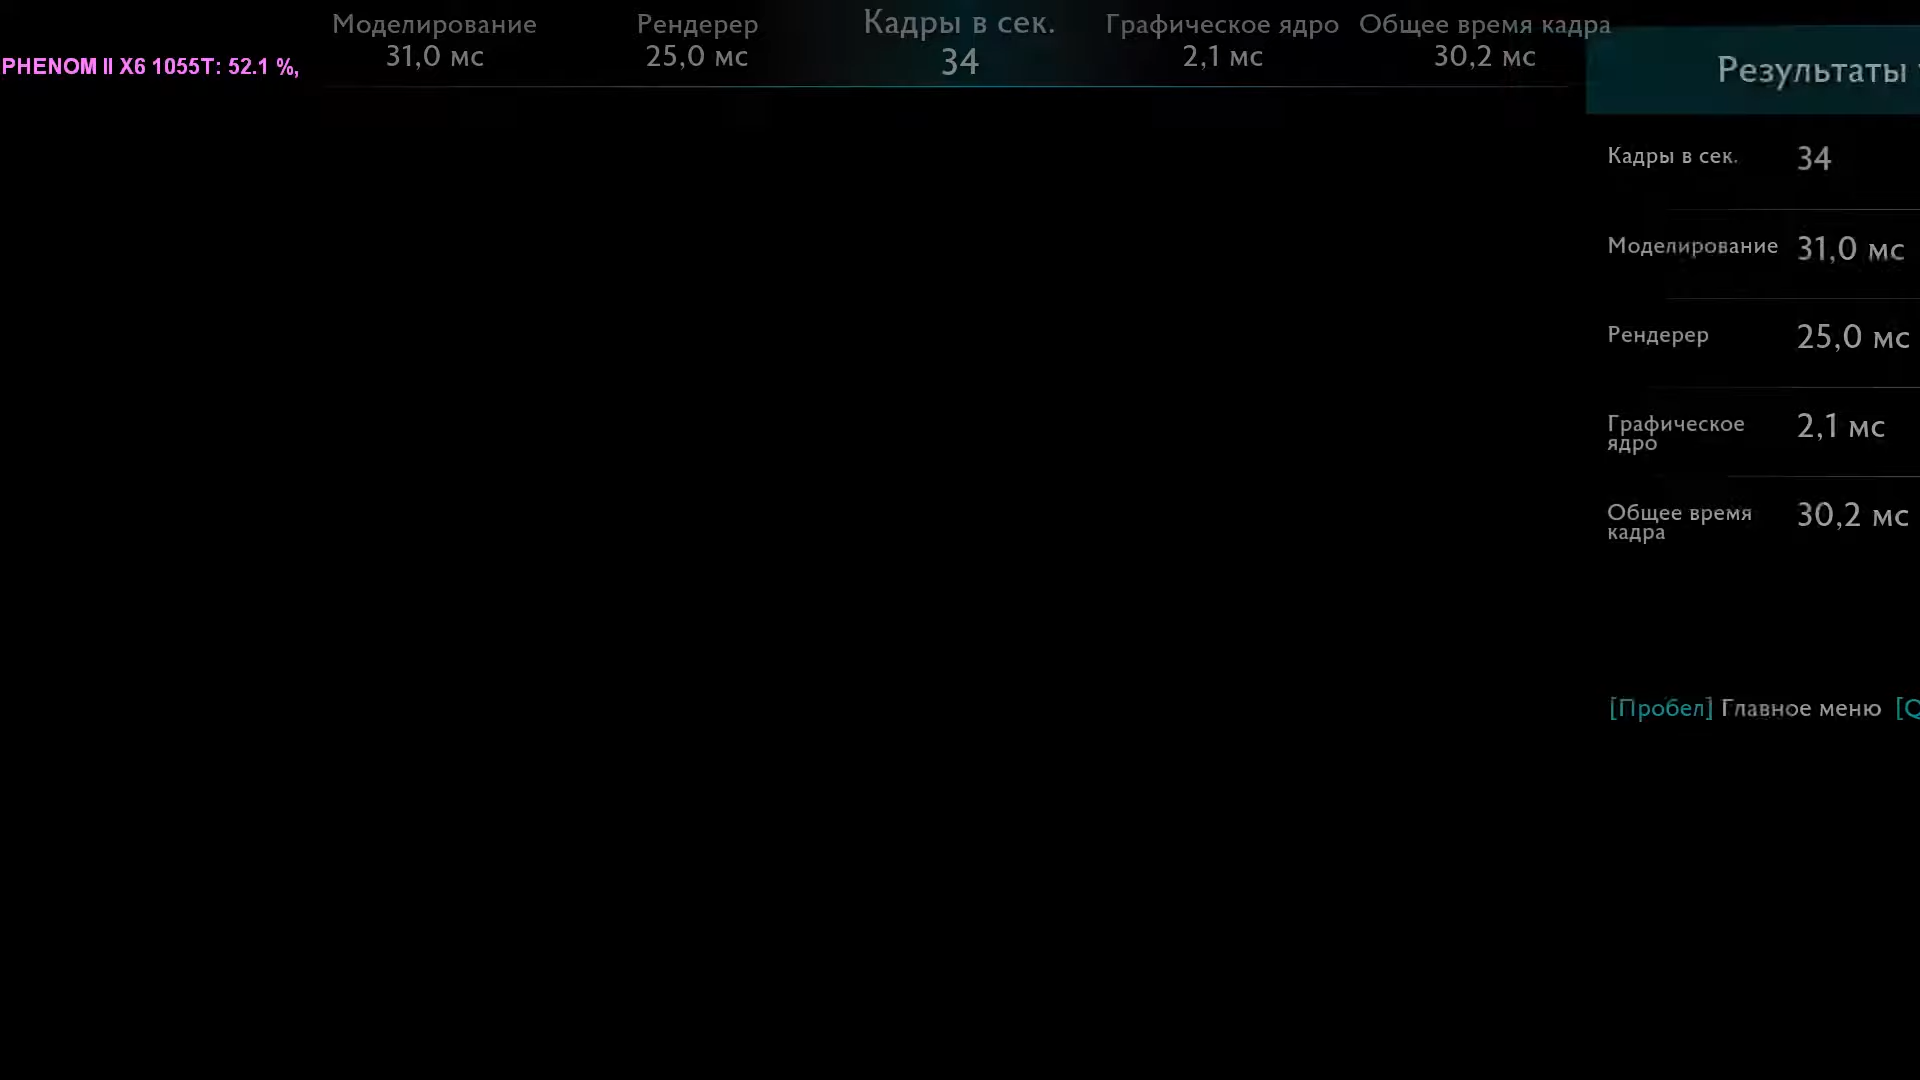 Моделирование Рендерер Кадры в сек. Графическое ядро Общее время кадра
31,0 мс 25,0 мс 34 2,1 мс 30,2 мс
PHENOM II X6 1055T: 52.1 %,
Результаты
Кадры в сек. 34
Моделирование 31,0 мс
Рендерер 25,0 мс
Графическое
ядро
2,1 мс
Общее время
кадра
30,2 мс
[Пробел] Главное меню [Q